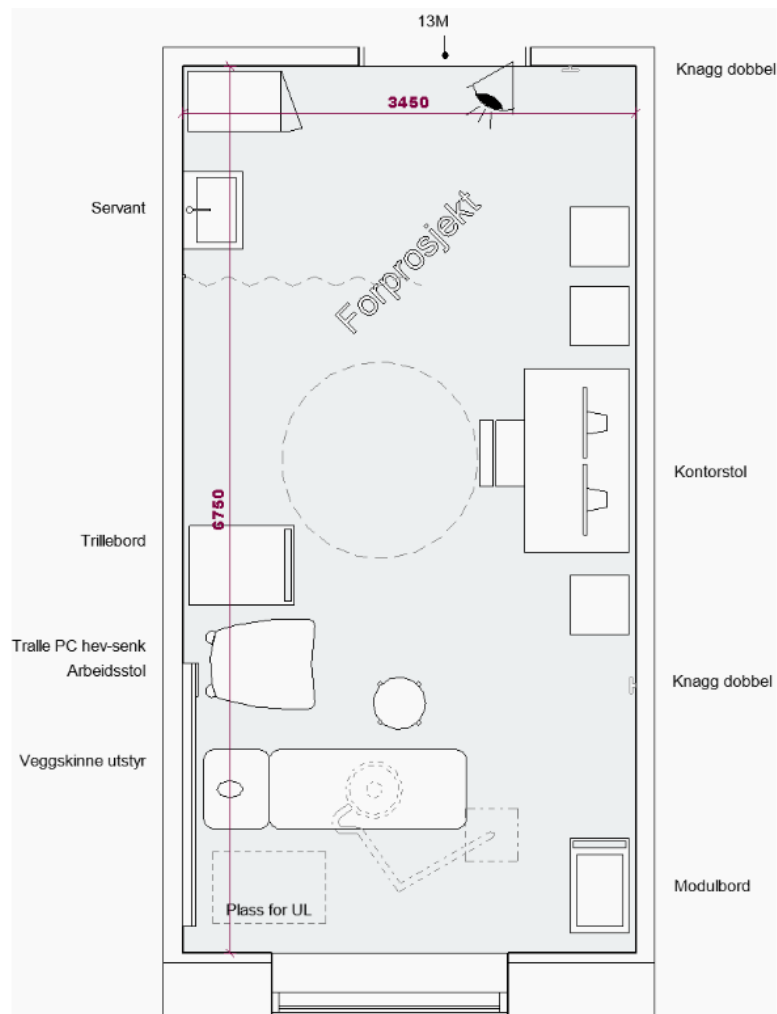 13M
Knagg dobbel
3450
Servant
Forprosjekt
Kontorstol
6750
Trillebord
Tralle PC hev-senk
Arbeidsstol
Knagg dobbel
Veggskinne utstyr
Modulbord
Plass for UL